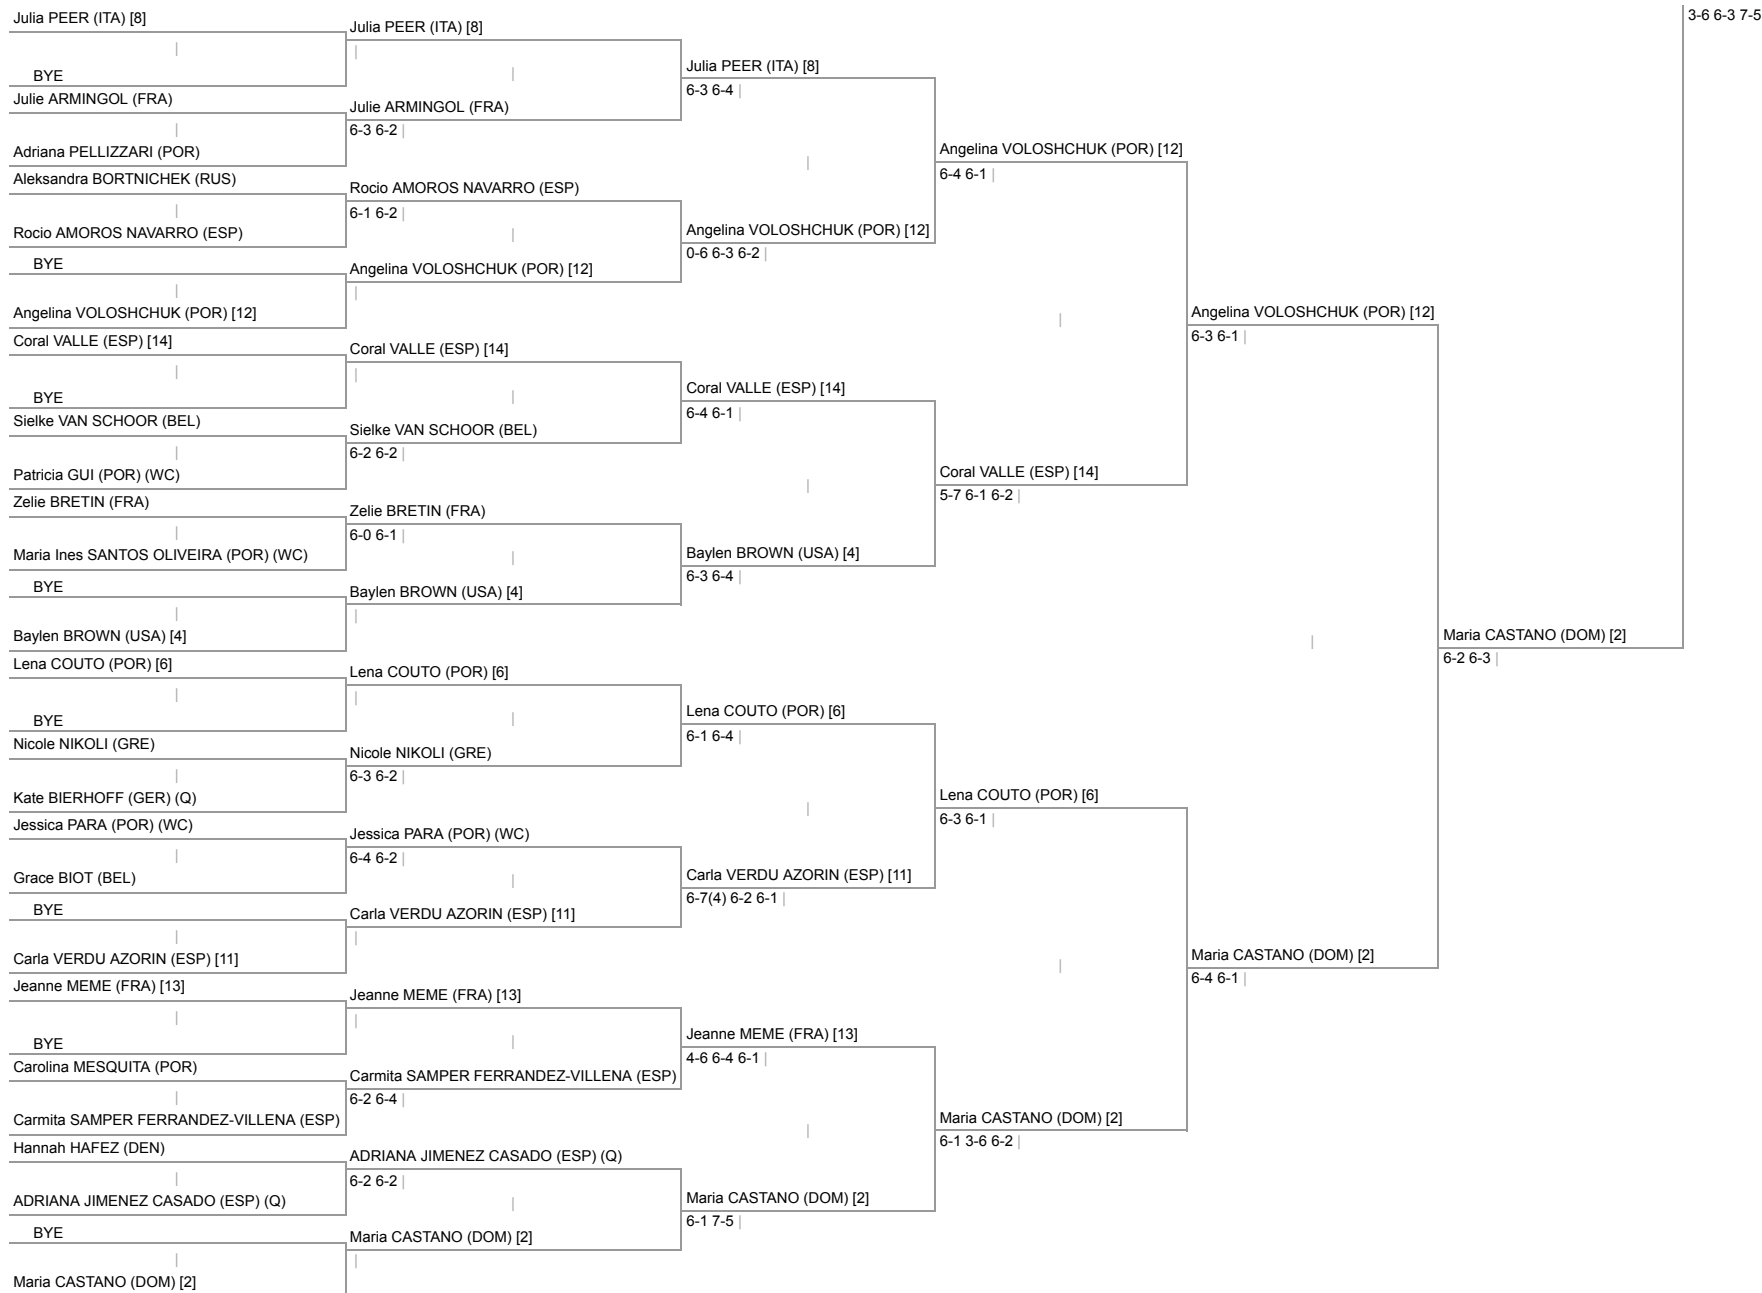 Julia PEER (ITA) [8]
BYE
Julie ARMINGOL (FRA)
Adriana PELLIZZARI (POR)
Aleksandra BORTNICHEK (RUS)
Rocio AMOROS NAVARRO (ESP)
BYE
Angelina VOLOSHCHUK (POR) [12]
Coral VALLE (ESP) [14]
BYE
Sielke VAN SCHOOR (BEL)
Patricia GUI (POR) (WC)
Zelie BRETIN (FRA)
Maria Ines SANTOS OLIVEIRA (POR) (WC)
BYE
Baylen BROWN (USA) [4]
Lena COUTO (POR) [6]
BYE
Nicole NIKOLI (GRE)
Kate BIERHOFF (GER) (Q)
Jessica PARA (POR) (WC)
Grace BIOT (BEL)
BYE
Carla VERDU AZORIN (ESP) [11]
Jeanne MEME (FRA) [13]
BYE
Carolina MESQUITA (POR)
Carmita SAMPER FERRANDEZ-VILLENA (ESP)
Hannah HAFEZ (DEN)
ADRIANA JIMENEZ CASADO (ESP) (Q)
BYE
Maria CASTANO (DOM) [2]
Julia PEER (ITA) [8]
Julie ARMINGOL (FRA)
6-3 6-2
Rocio AMOROS NAVARRO (ESP)
6-1 6-2
Angelina VOLOSHCHUK (POR) [12]
Coral VALLE (ESP) [14]
Sielke VAN SCHOOR (BEL)
6-2 6-2
Zelie BRETIN (FRA)
6-0 6-1
Baylen BROWN (USA) [4]
Lena COUTO (POR) [6]
Nicole NIKOLI (GRE)
6-3 6-2
Jessica PARA (POR) (WC)
6-4 6-2
Carla VERDU AZORIN (ESP) [11]
Jeanne MEME (FRA) [13]
Carmita SAMPER FERRANDEZ-VILLENA (ESP)
6-2 6-4
ADRIANA JIMENEZ CASADO (ESP) (Q)
6-2 6-2
Maria CASTANO (DOM) [2]
Julia PEER (ITA) [8]
6-3 6-4
Angelina VOLOSHCHUK (POR) [12]
0-6 6-3 6-2
Coral VALLE (ESP) [14]
6-4 6-1
Baylen BROWN (USA) [4]
6-3 6-4
Lena COUTO (POR) [6]
6-1 6-4
Carla VERDU AZORIN (ESP) [11]
6-7(4) 6-2 6-1
Jeanne MEME (FRA) [13]
4-6 6-4 6-1
Maria CASTANO (DOM) [2]
6-1 7-5
Angelina VOLOSHCHUK (POR) [12]
6-4 6-1
Coral VALLE (ESP) [14]
5-7 6-1 6-2
Lena COUTO (POR) [6]
6-3 6-1
Maria CASTANO (DOM) [2]
6-1 3-6 6-2
Angelina VOLOSHCHUK (POR) [12]
6-3 6-1
Maria CASTANO (DOM) [2]
6-4 6-1
Maria CASTANO (DOM) [2]
6-2 6-3
3-6 6-3 7-5